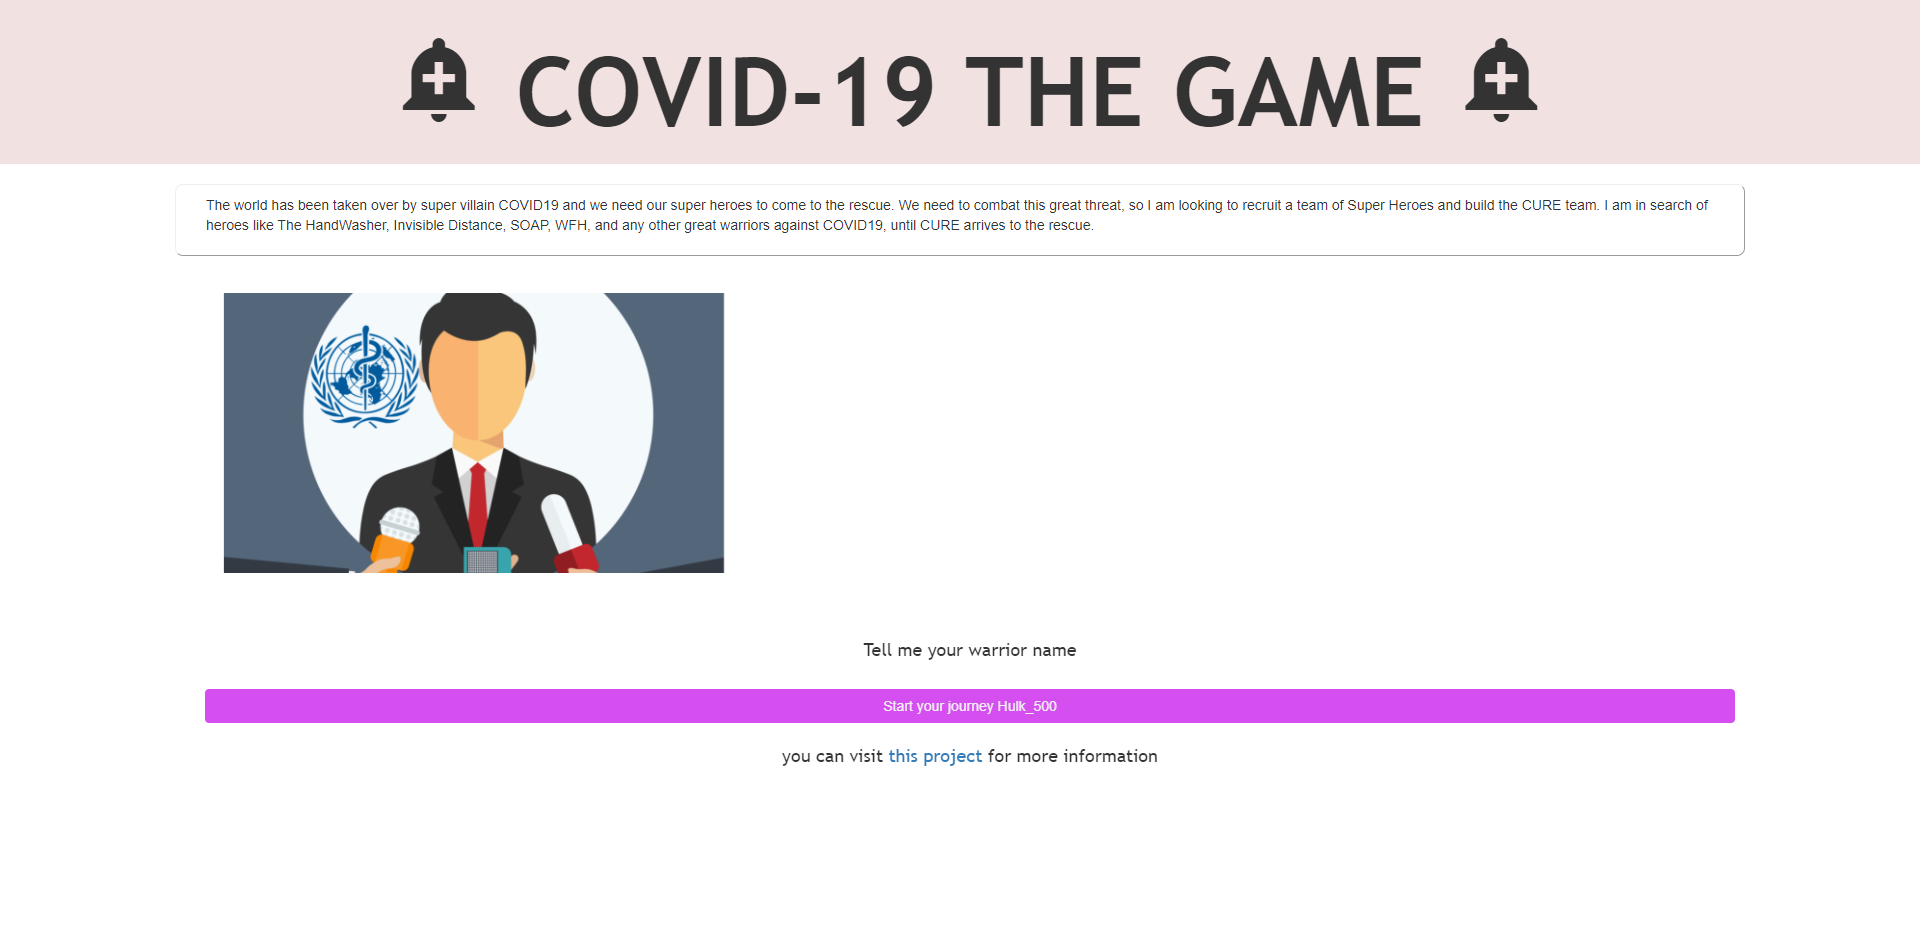 COVID-19 THE GAME
The world has been taken over by super villain COVID19 and we need our super heroes to come to the rescue. We need to combat this great threat, so I am looking to recruit a team of Super Heroes and build the CURE team. I am in search of
heroes like The HandWasher, Invisible Distance, SOAP, WFH, and any other great warriors against COVID19, until CURE arrives to the rescue.
Tell me your warrior name
Start your journey Hulk_500
you can visit this project for more information